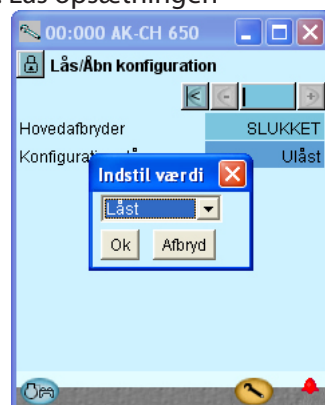 Lås opsætningen
00:000 AK-CH 650
Lås/Åbn konfiguration
Hovedafbryder SLUKKET
Ulåst
Indstil værdi
Låst
Ok Afbryd